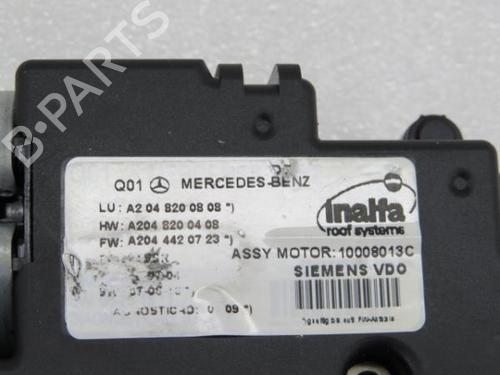 B-PARTS
Q01 MERCEDES-BENZ
LU: A2 04 820 08 08 *)
HW: A204 820 04 08
FW: A204 442 07 23 *)
inalfa
roof systems
ASSY MOTOR: 10008013C
SIEMENS VDO
09 *)